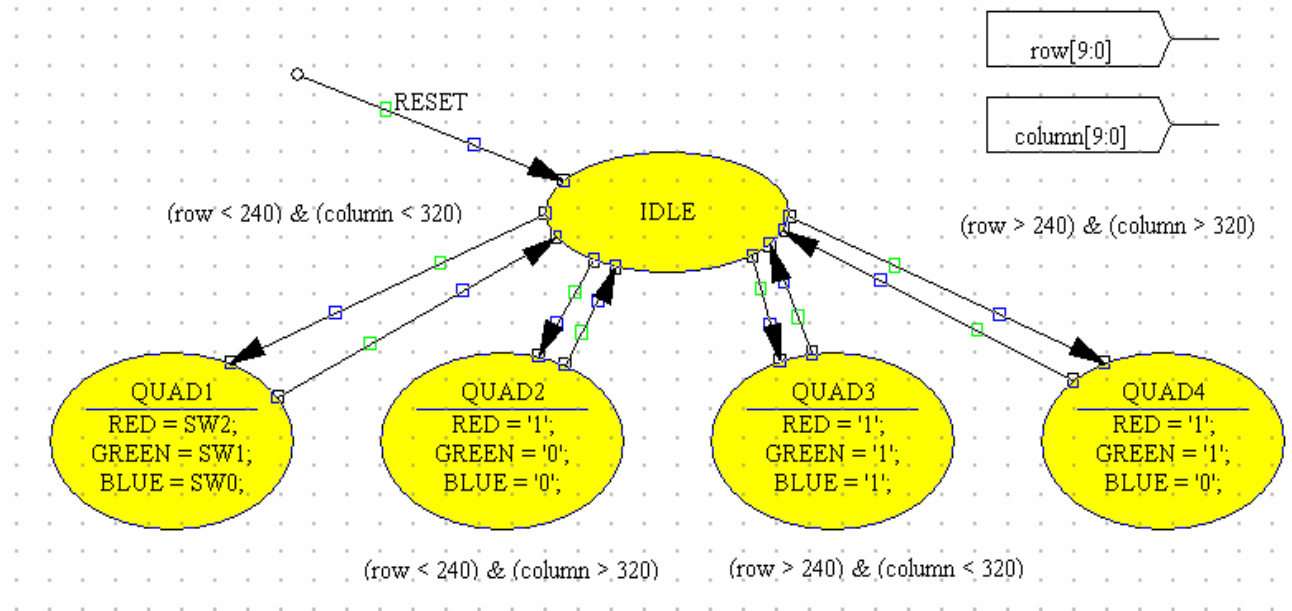 row[9:0]
RESET
column[9:0]
IDLE
(row < 240) & (column < 320)
(row > 240) & (column > 320)
QUAD1
RED = SW2;
GREEN = SW1;
BLUE = SW0;
QUAD2
RED = '1';
GREEN = '0';
BLUE = '0';
QUAD3
RED = '1';
GREEN = '1';
BLUE = '1';
QUAD4
RED = '1';
GREEN = '1';
BLUE = '0';
(row < 240) & (column > 320)
(row > 240) & (column < 320)